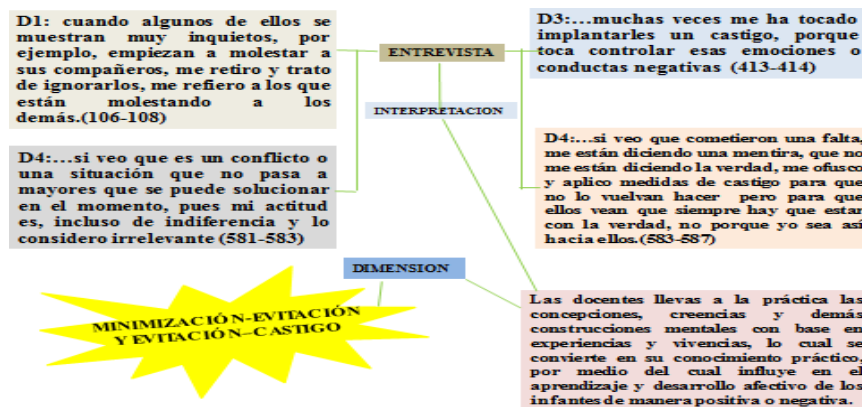 D1: cuando algunos de ellos se
muestran muy inquietos, por
ejemplo, empiezan a molestar a
sus compañeros, me retiro y trato
de ignorarlos, me refiero a los que
están molestando a los
demás.(106-108)
ENTREVISTA
D3:...muchas veces me ha tocado
implantarles un castigo, porque
toca controlar esas emociones o
conductas negativas (413-414)
INTERPRETACION
D4:...si veo que es un conflicto o
una situación que no pasa a
mayores que se puede solucionar
en el momento, pues mi actitud
es, incluso de indiferencia y lo
considero irrelevante (581-583)
D4:...si veo que cometieron una falta,
me están diciendo una mentira, que no
me están diciendo la verdad, me ofusco
y aplico medidas de castigo para que
no lo vuelvan hacer pero para que
ellos vean que siempre hay que estar
con la verdad, no porque yo sea así
hacia ellos.(583-587)
DIMENSION
MINIMIZACIÓN-EVITACIÓN
Y EVITACIÓN–CASTIGO
Las docentes llevas a la práctica las
concepciones, creencias y demás
construcciones mentales con base en
experiencias y vivencias, lo cual se
convierte en su conocimiento práctico,
por medio del cual influye en el
aprendizaje y desarrollo afectivo de los
infantes de manera positiva o negativa.